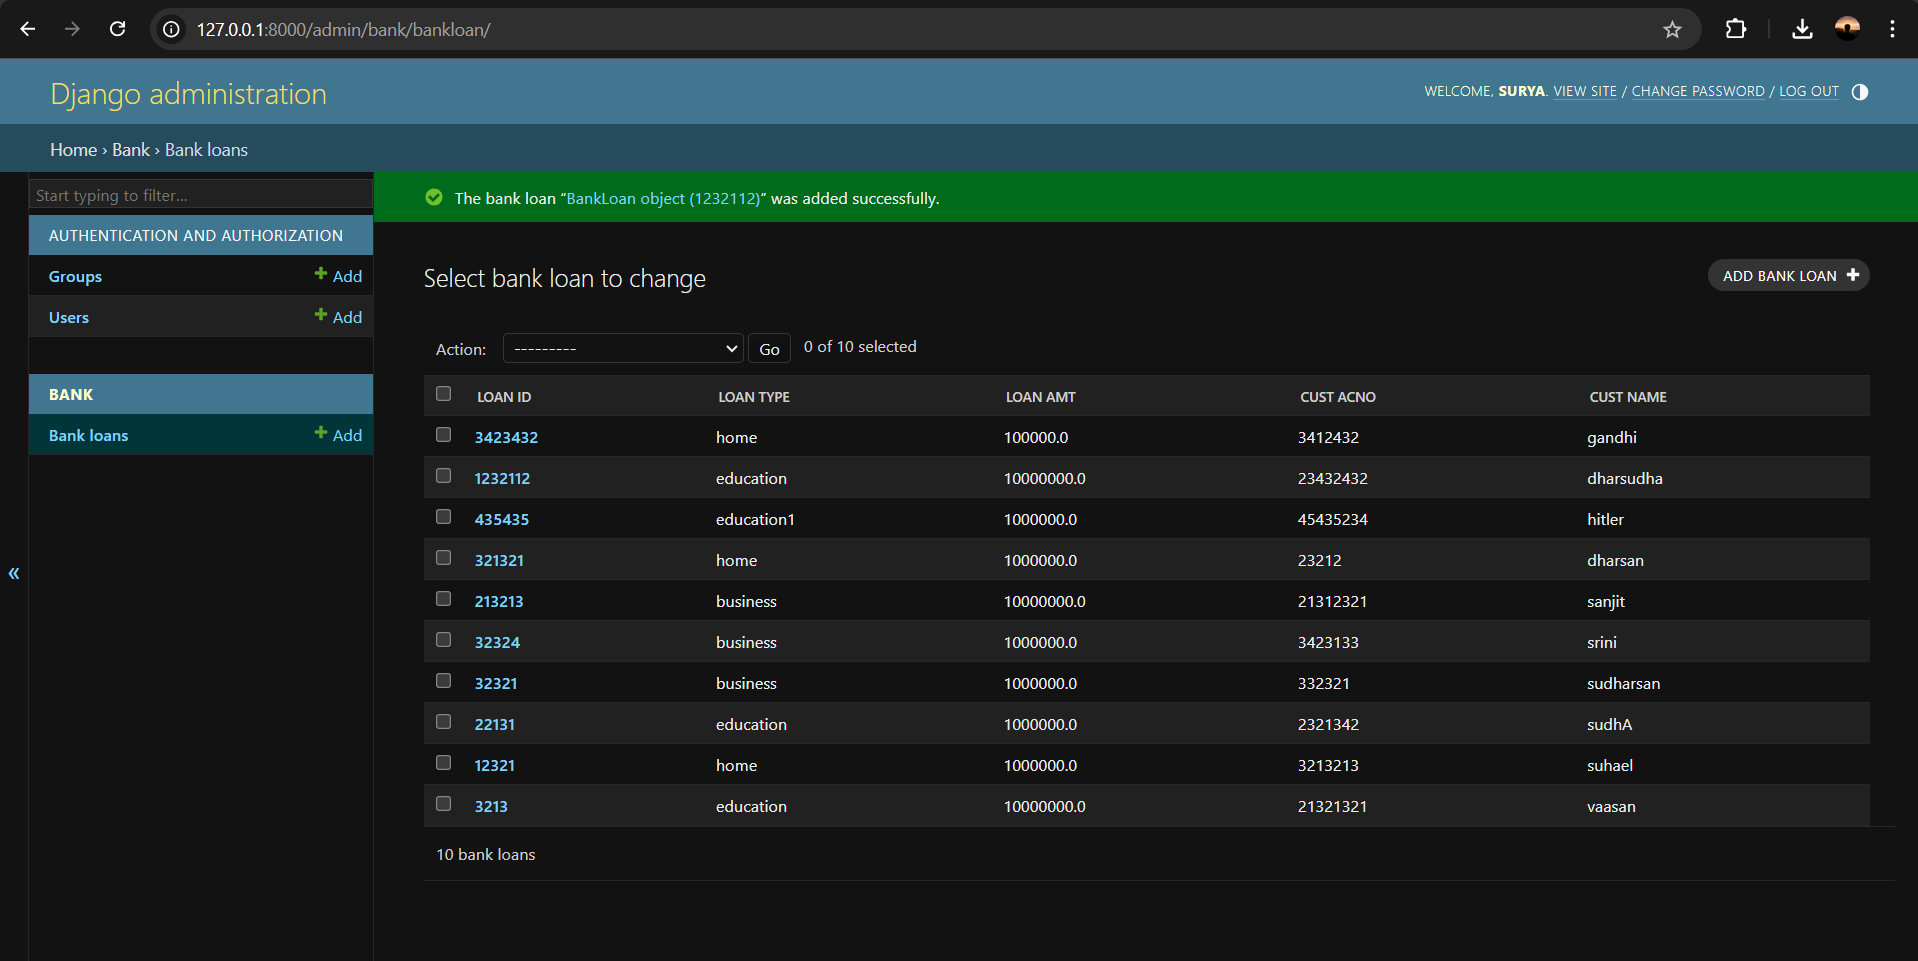 127.0.0.1:8000/admin/bank/bankloan/
Django administration
WELCOME, SURYA. VIEW SITE / CHANGE PASSWORD / LOG OUT
Home › Bank › Bank loans
Start typing to filter...
AUTHENTICATION AND AUTHORIZATION
Groups + Add
Users + Add
BANK
Bank loans + Add
«
The bank loan “BankLoan object (1232112)” was added successfully.
Select bank loan to change
ADD BANK LOAN +
Action: --------- Go 0 of 10 selected
LOAN ID LOAN TYPE LOAN AMT CUST ACNO CUST NAME
3423432 home 100000.0 3412432 gandhi
1232112 education 10000000.0 23432432 dharsudha
435435 education1 1000000.0 45435234 hitler
321321 home 1000000.0 23212 dharsan
213213 business 10000000.0 21312321 sanjit
32324 business 1000000.0 3423133 srini
32321 business 1000000.0 332321 sudharsan
22131 education 1000000.0 2321342 sudhA
12321 home 1000000.0 3213213 suhael
3213 education 10000000.0 21321321 vaasan
10 bank loans